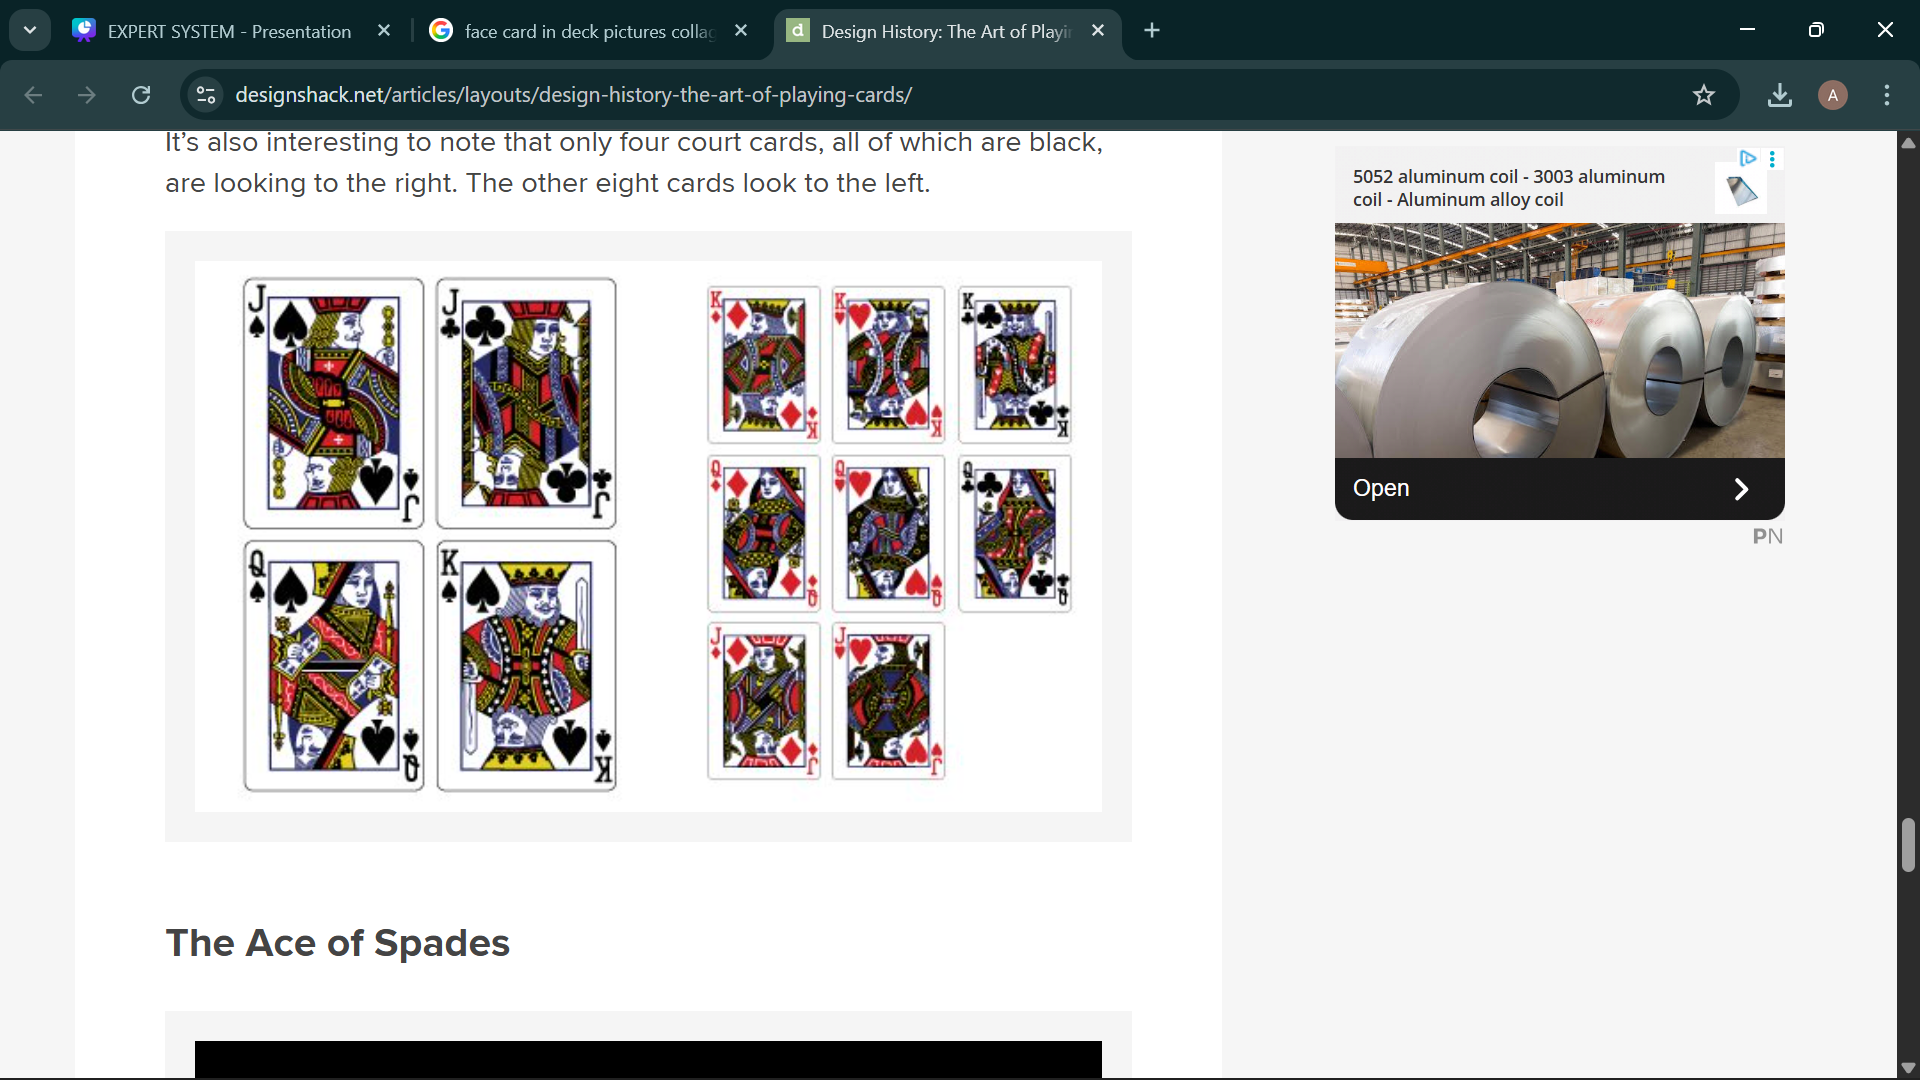 EXPERT SYSTEM - Presentation
face card in deck pictures colla
Design History: The Art of Playi
designshack.net/articles/layouts/design-history-the-art-of-playing-cards/
A
It’s also interesting to note that only four court cards, all of which are black,
are looking to the right. The other eight cards look to the left.
J J
J J
Q K
Q K
K K K
K K K
Q Q Q
Q Q Q
J J
J J
The Ace of Spades
5052 aluminum coil - 3003 aluminum
coil - Aluminum alloy coil
Open
PN